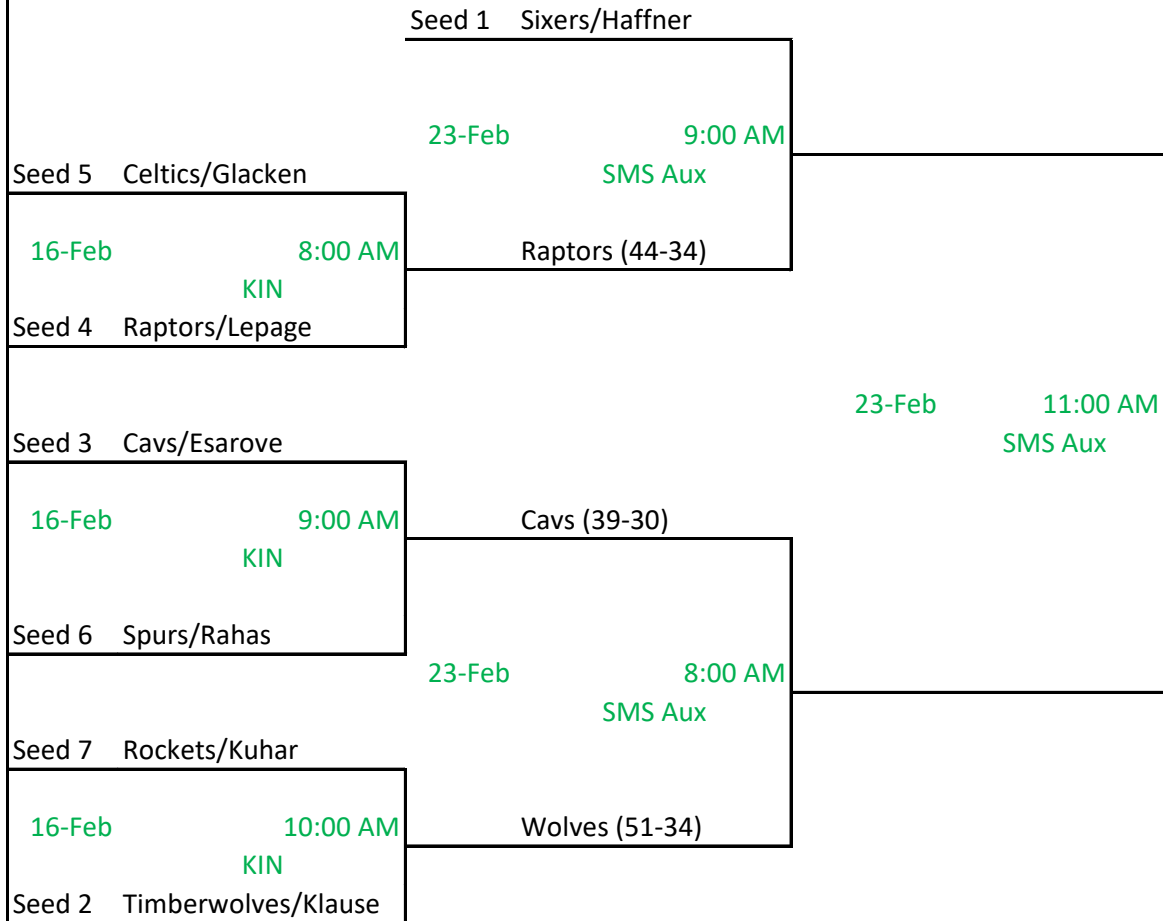 Seed 1 Sixers/Haffner
23-Feb 9:00 AM
Seed 5 Celtics/Glacken SMS Aux
16-Feb 8:00 AM Raptors (44-34)
KIN
Seed 4 Raptors/Lepage
23-Feb 11:00 AM
Seed 3 Cavs/Esarove SMS Aux
16-Feb 9:00 AM Cavs (39-30)
KIN
Seed 6 Spurs/Rahas
23-Feb 8:00 AM
SMS Aux
Seed 7 Rockets/Kuhar
16-Feb 10:00 AM Wolves (51-34)
KIN
Seed 2 Timberwolves/Klause